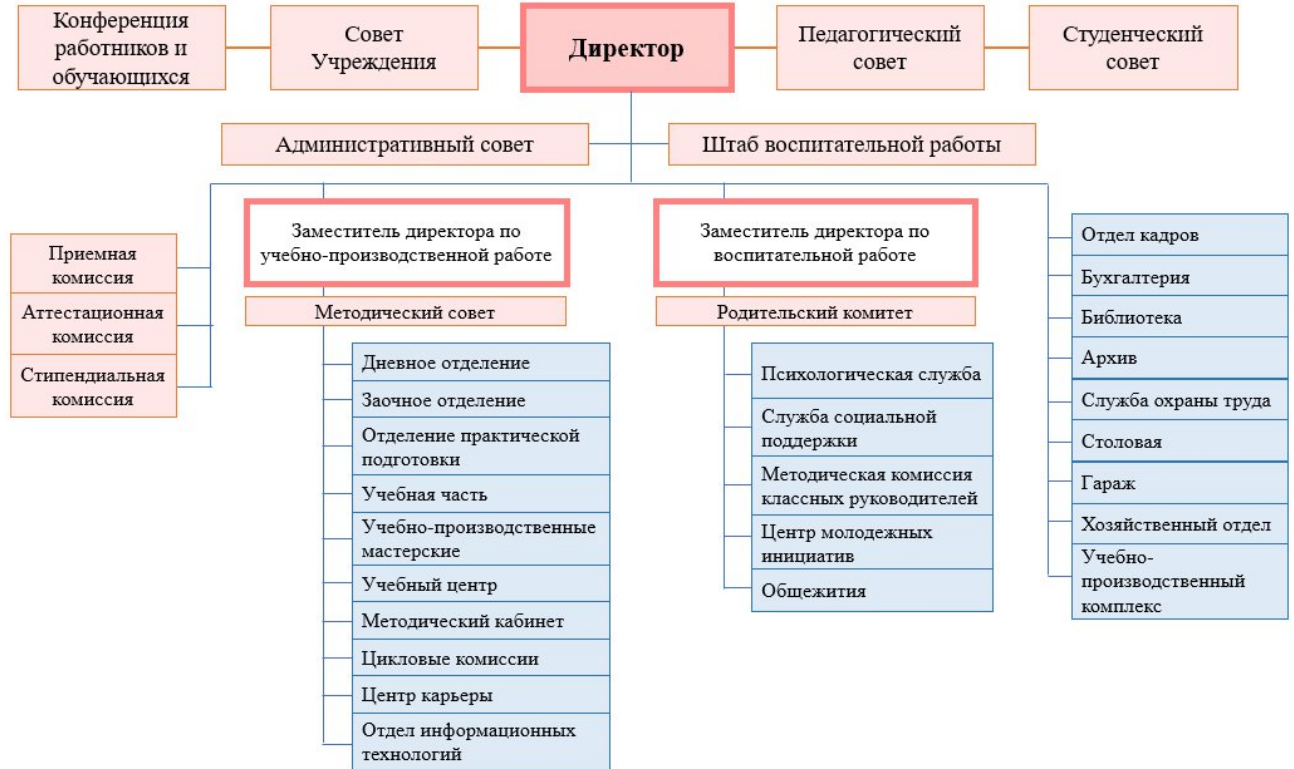 Конференция
работников и
обучающихся
Совет
Учреждения
Директор
Педагогический
совет
Студенческий
совет
Административный совет
Штаб воспитательной работы
Приемная
комиссия
Аттестационная
комиссия
Стипендиальная
комиссия
Заместитель директора по
учебно-производственной работе
Методический совет
Дневное отделение
Заочное отделение
Отделение практической
подготовки
Учебная часть
Учебно-производственные
мастерские
Учебный центр
Методический кабинет
Цикловые комиссии
Центр карьеры
Отдел информационных
технологий
Заместитель директора по
воспитательной работе
Родительский комитет
Психологическая служба
Служба социальной
поддержки
Методическая комиссия
классных руководителей
Центр молодежных
инициатив
Общежития
Отдел кадров
Бухгалтерия
Библиотека
Архив
Служба охраны труда
Столовая
Гараж
Хозяйственный отдел
Учебно-
производственный
комплекс